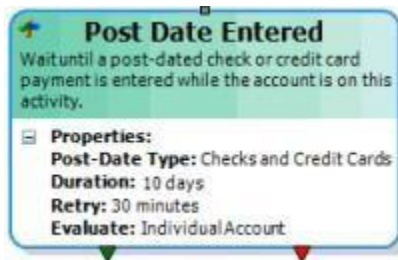 Post Date Entered
Wait until a post-dated check or credit card
payment is entered while the account is on this
activity.
Properties:
Post-Date Type: Checks and Credit Cards
Duration: 10 days
Retry: 30 minutes
Evaluate: Individual Account